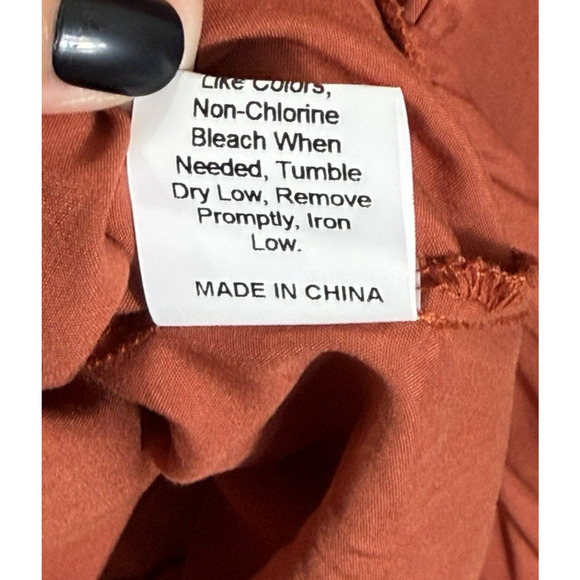 Like Colors,
Non-Chlorine
Bleach When
Needed, Tumble
Dry Low, Remove
Promptly, Iron
Low.
MADE IN CHINA